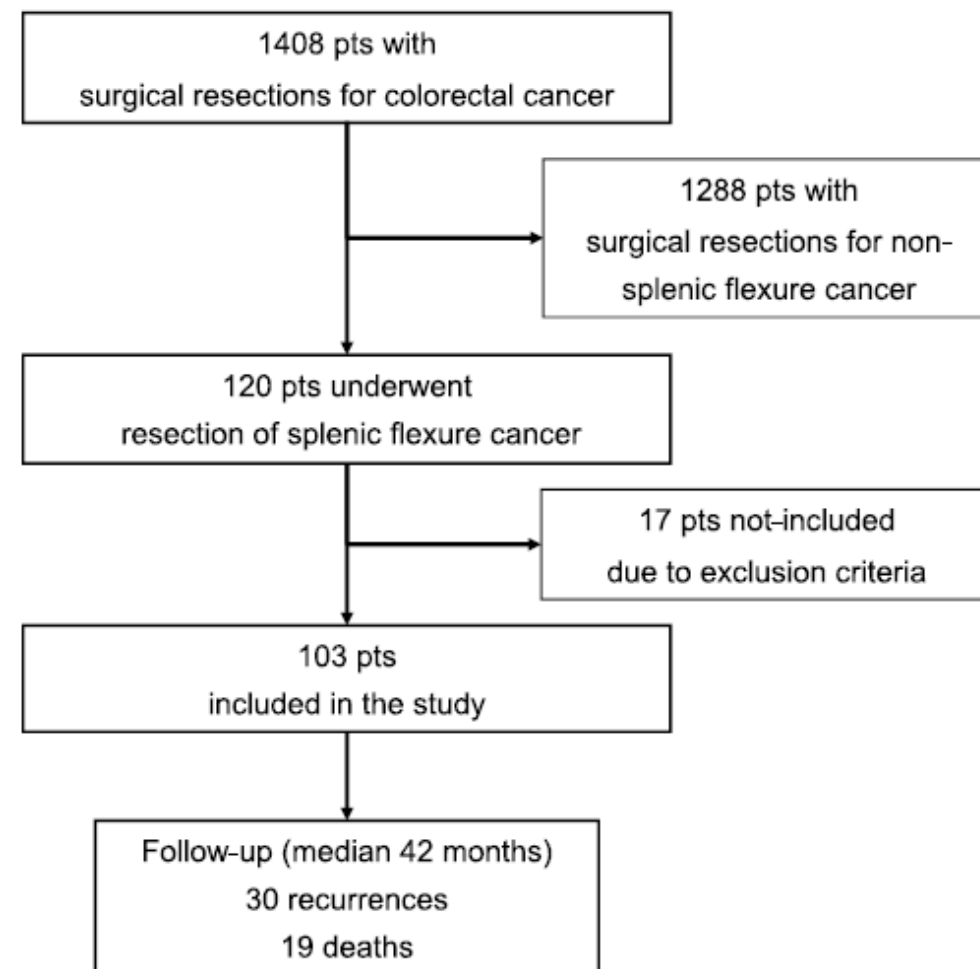 1408 pts with
surgical resections for colorectal cancer
1288 pts with
surgical resections for non-
splenic flexure cancer
120 pts underwent
resection of splenic flexure cancer
17 pts not-included
due to exclusion criteria
103 pts
included in the study
Follow-up (median 42 months)
30 recurrences
19 deaths